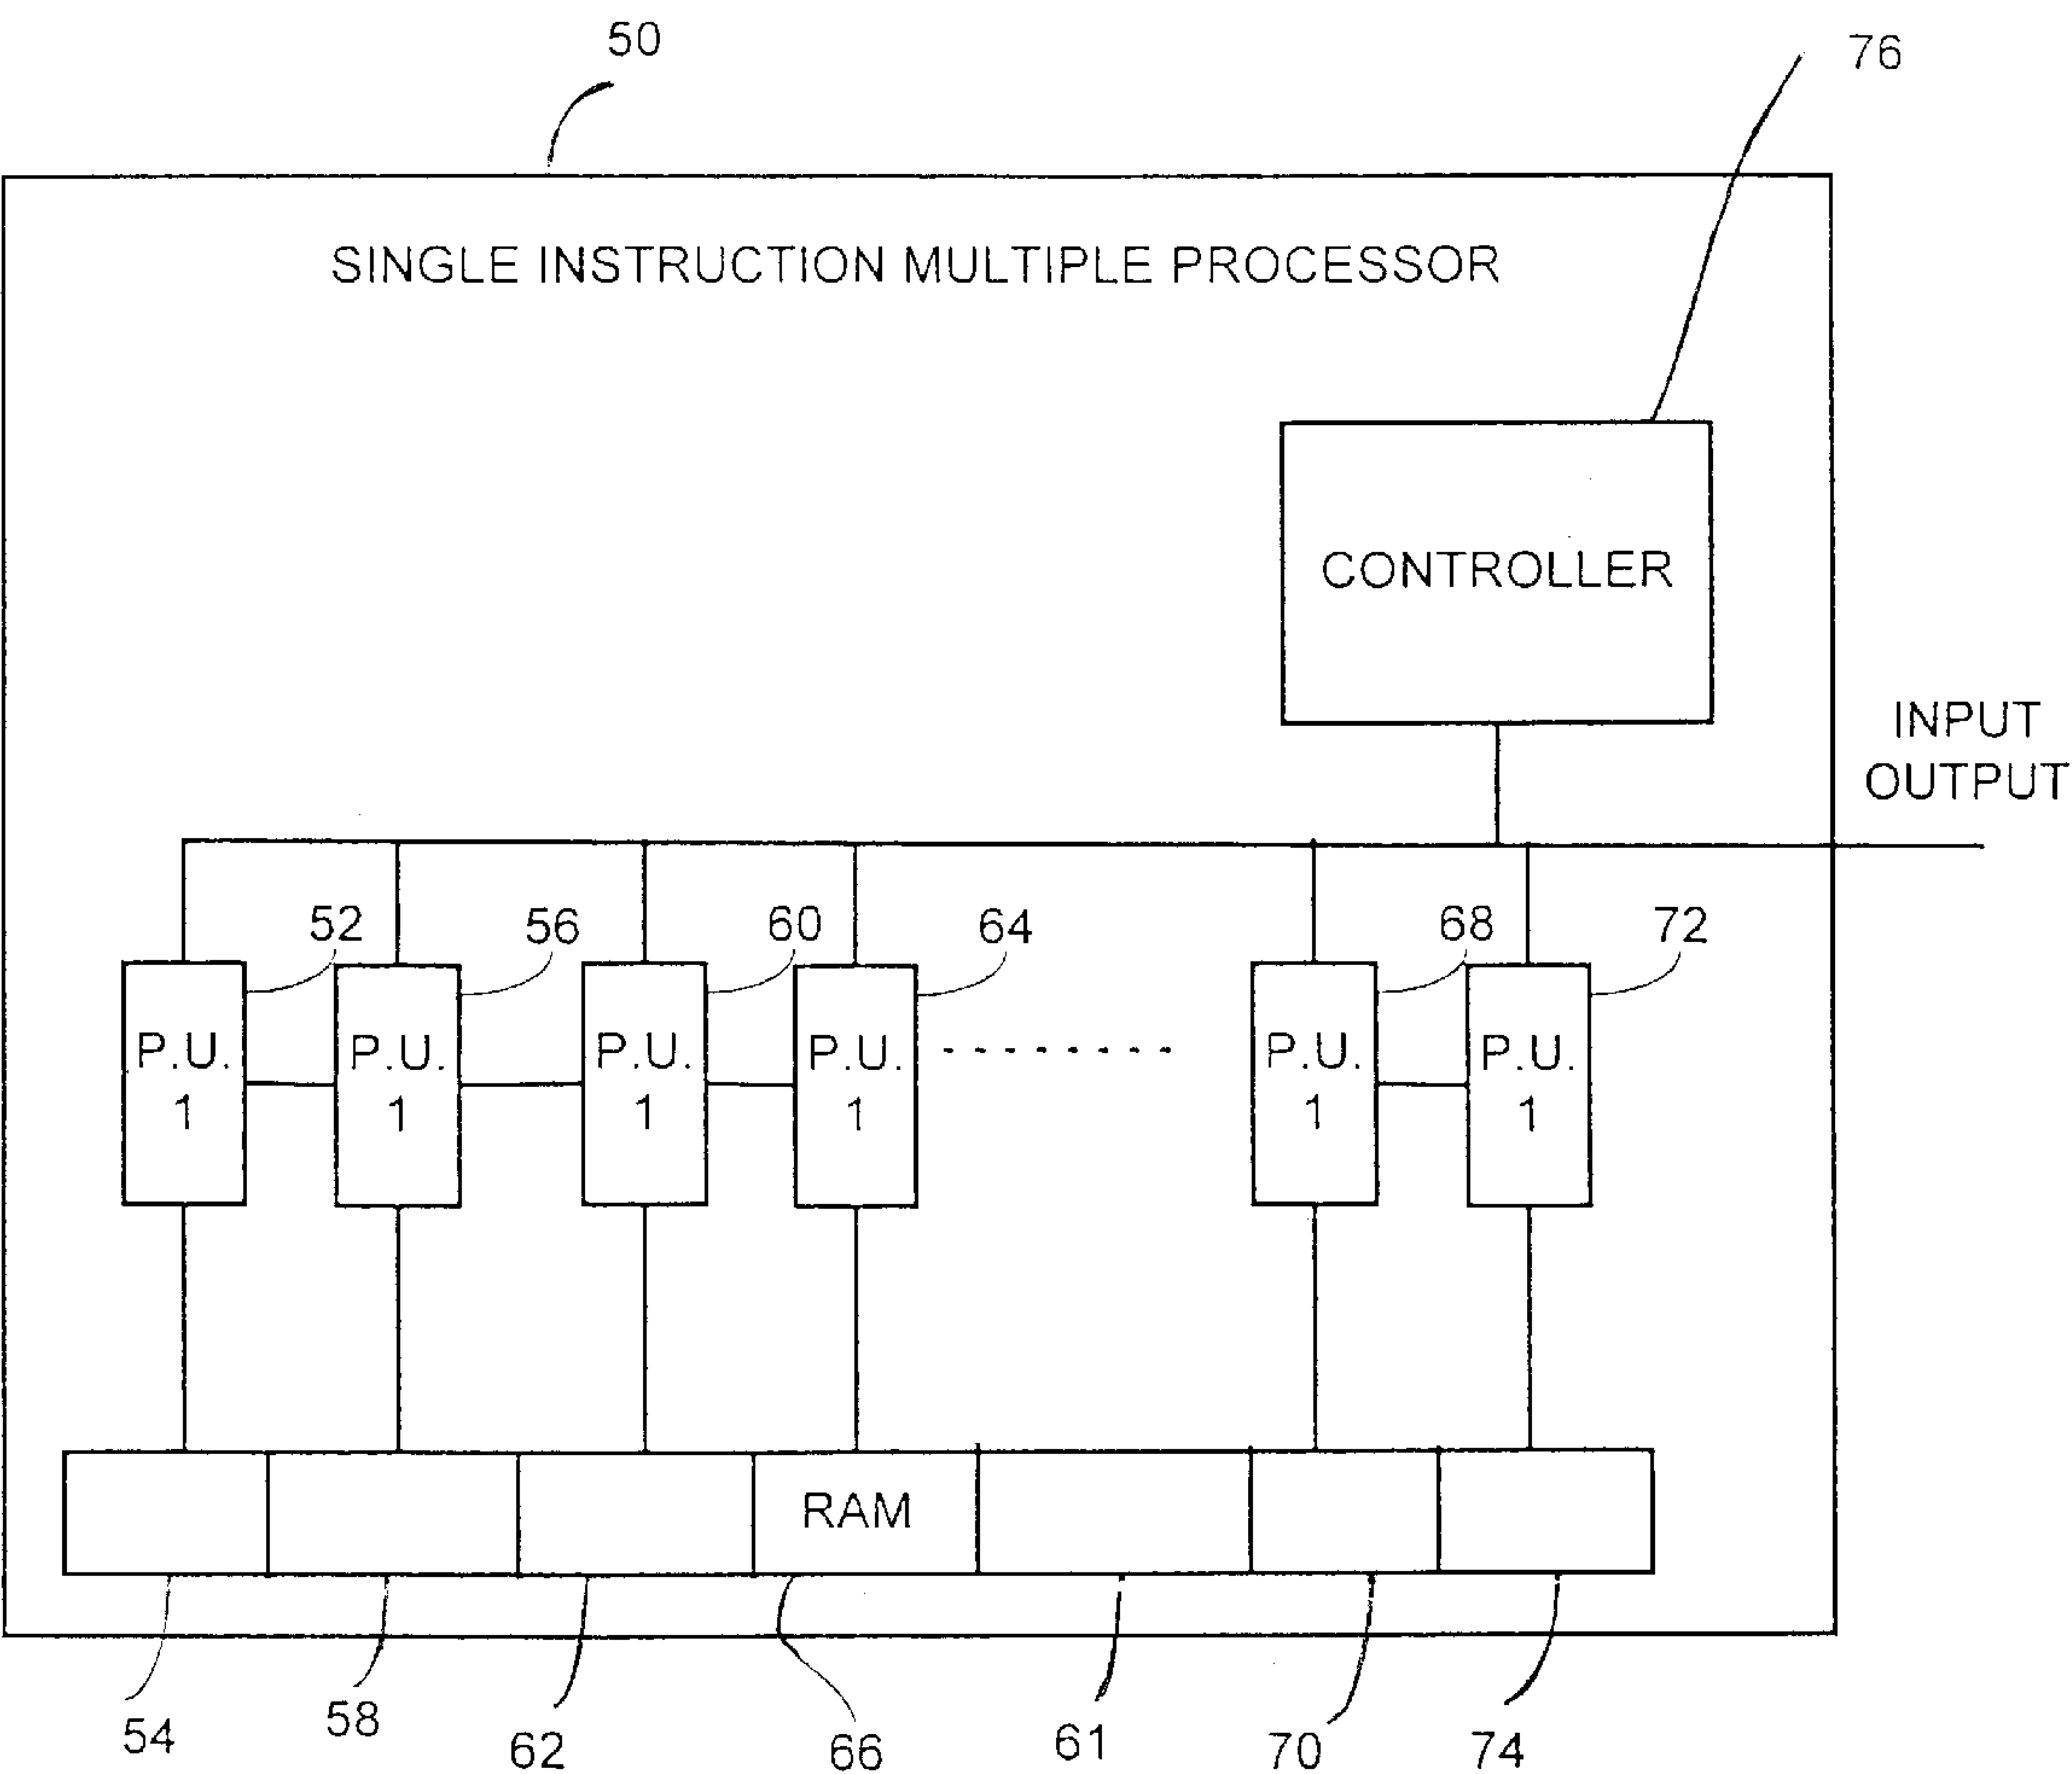 50
76
SINGLE INSTRUCTION MULTIPLE PROCESSOR
CONTROLLER
INPUT
OUTPUT
52
56
60
64
68
72
P.U.
1
P.U.
1
P.U.
1
P.U.
1
P.U.
1
P.U.
1
RAM
54
58
62
66
61
70
74